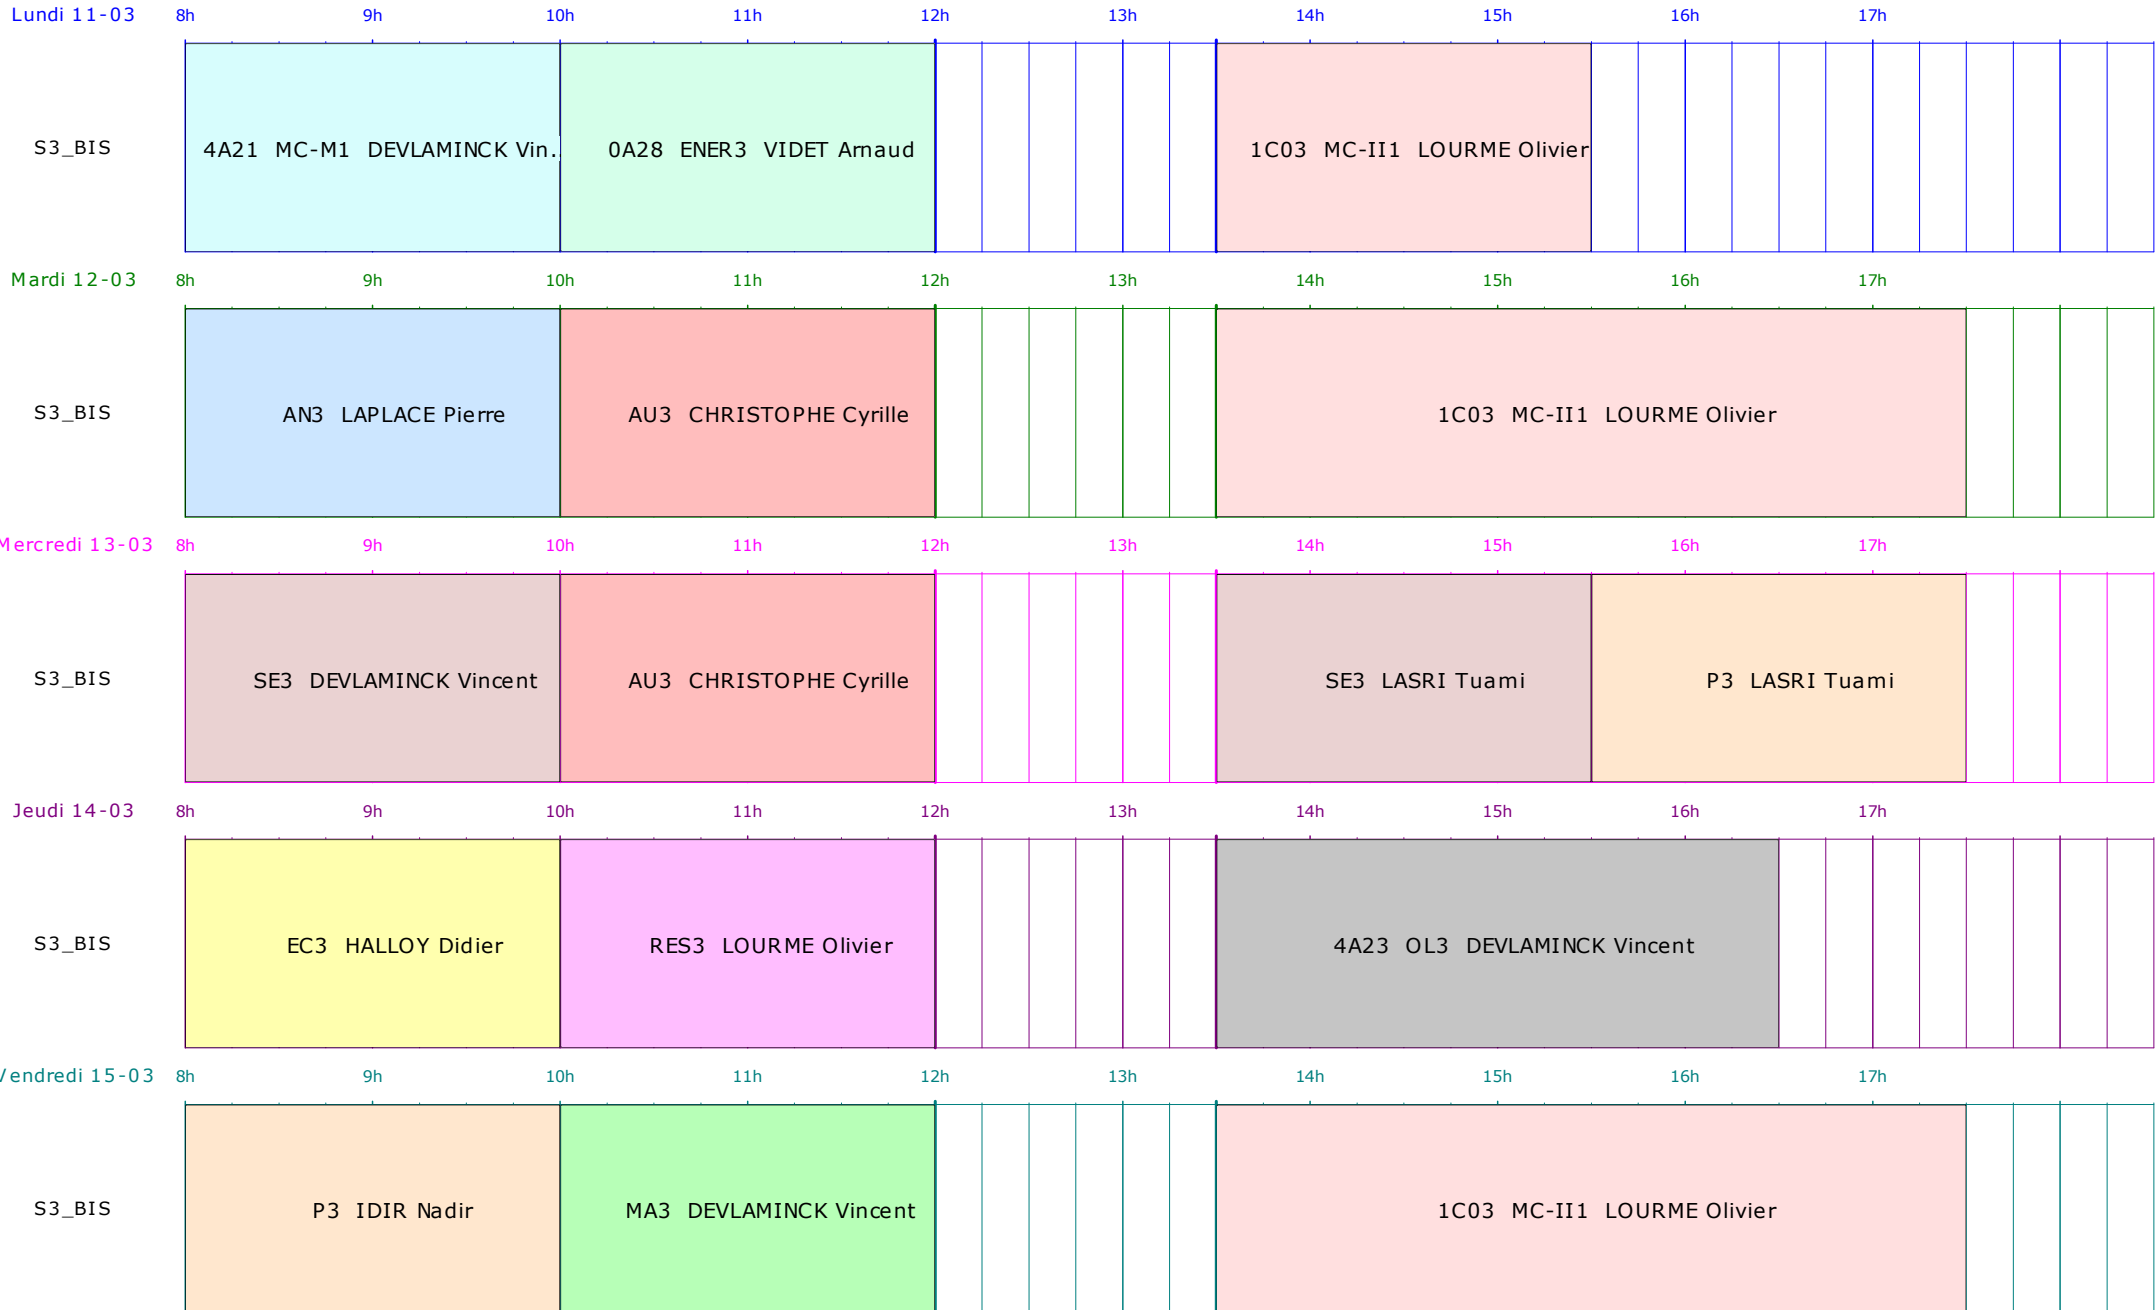 Lundi 11-03 8h 9h 10h 11h 12h 13h 14h 15h 16h 17h
S3_BIS 4A21 MC-M1 DEVLAMINCK Vin. 0A28 ENER3 VIDET Arnaud 1C03 MC-II1 LOURME Olivier
Mardi 12-03 8h 9h 10h 11h 12h 13h 14h 15h 16h 17h
S3_BIS AN3 LAPLACE Pierre AU3 CHRISTOPHE Cyrille 1C03 MC-II1 LOURME Olivier
Mercredi 13-03 8h 9h 10h 11h 12h 13h 14h 15h 16h 17h
S3_BIS SE3 DEVLAMINCK Vincent AU3 CHRISTOPHE Cyrille SE3 LASRI Tuami P3 LASRI Tuami
Jeudi 14-03 8h 9h 10h 11h 12h 13h 14h 15h 16h 17h
S3_BIS EC3 HALLOY Didier RES3 LOURME Olivier 4A23 OL3 DEVLAMINCK Vincent
Vendredi 15-03 8h 9h 10h 11h 12h 13h 14h 15h 16h 17h
S3_BIS P3 IDIR Nadir MA3 DEVLAMINCK Vincent 1C03 MC-II1 LOURME Olivier